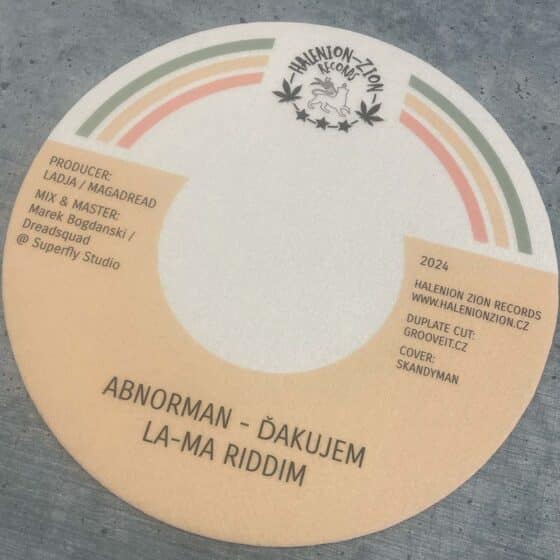 HALENION-ZION
RECORDS
PRODUCER:
LADJA / MAGADREAD
MIX & MASTER:
Marek Bogdanski /
Dreadsquad
@ Superfly Studio
2024
HALENION ZION RECORDS
WWW.HALENIONZION.CZ
DUPLATE CUT:
GROOVEIT.CZ
COVER:
SKANDYMAN
ABNORMAN - ĎAKUJEM
LA-MA RIDDIM